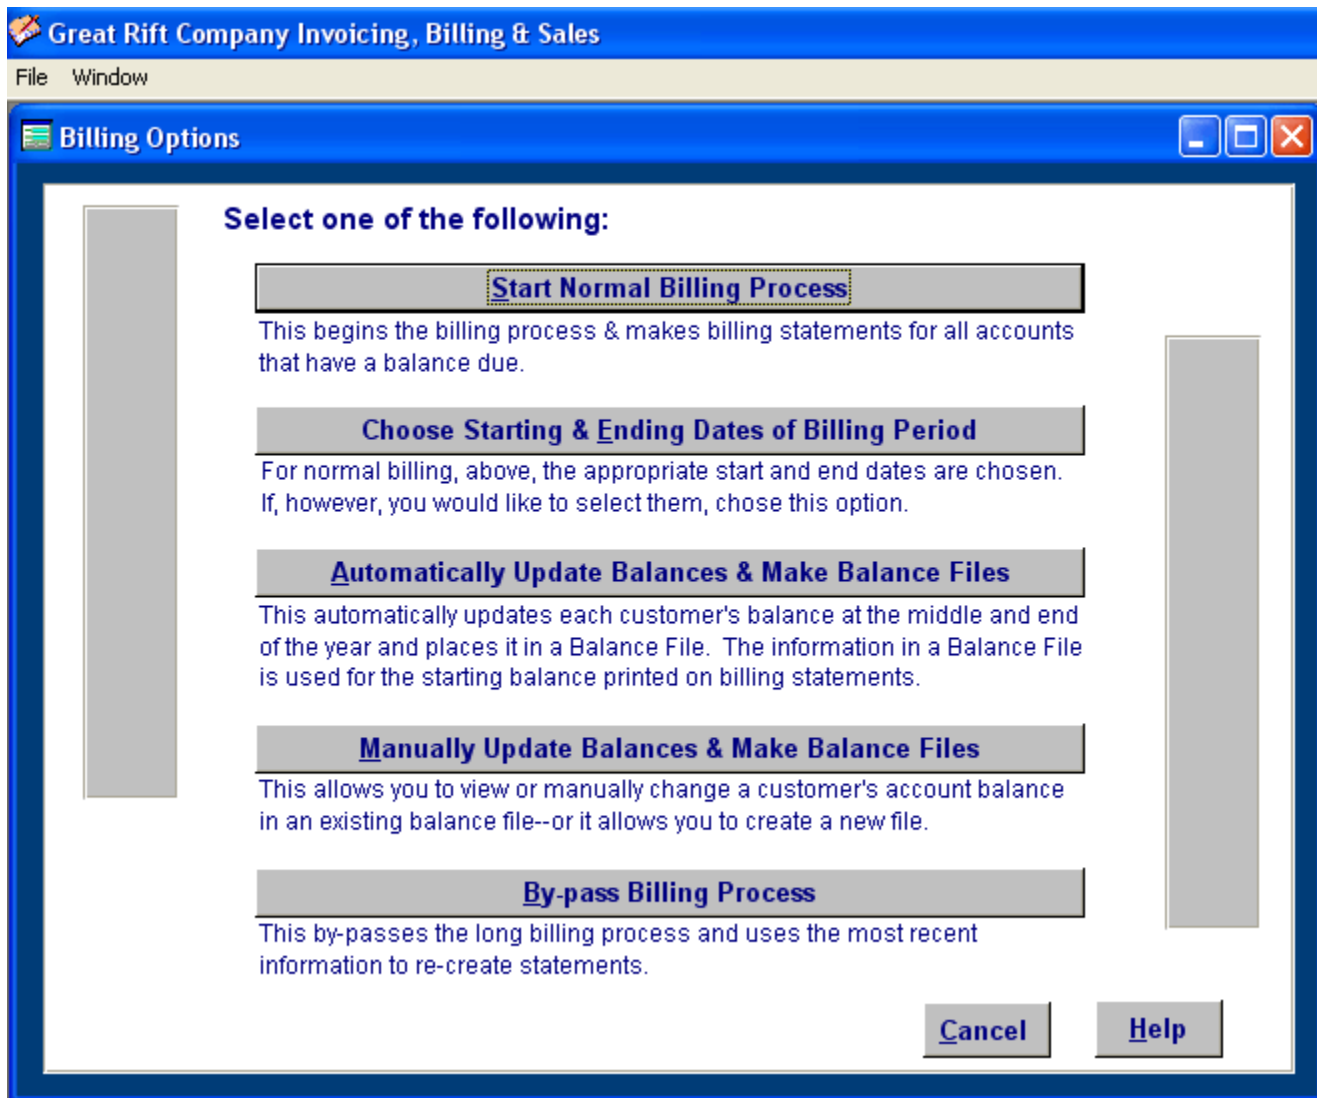 Great Rift Company Invoicing, Billing & Sales
File Window
Billing Options
Select one of the following:
Start Normal Billing Process
This begins the billing process & makes billing statements for all accounts
that have a balance due.
Choose Starting & Ending Dates of Billing Period
For normal billing, above, the appropriate start and end dates are chosen.
If, however, you would like to select them, chose this option.
Automatically Update Balances & Make Balance Files
This automatically updates each customer's balance at the middle and end
of the year and places it in a Balance File.  The information in a Balance File
is used for the starting balance printed on billing statements.
Manually Update Balances & Make Balance Files
This allows you to view or manually change a customer's account balance
in an existing balance file--or it allows you to create a new file.
By-pass Billing Process
This by-passes the long billing process and uses the most recent
information to re-create statements.
Cancel Help